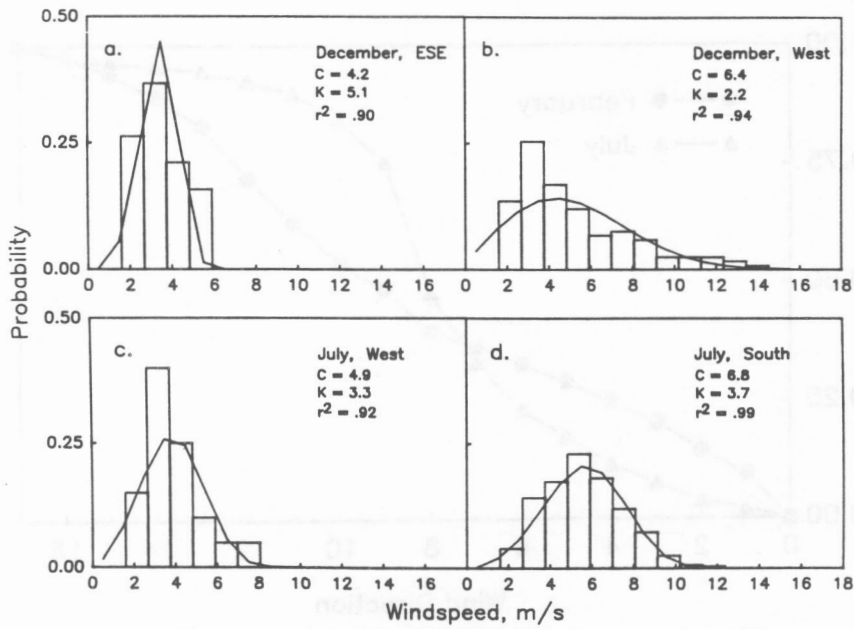 0.50
a.
December, ESE
C = 4.2
K = 5.1
r² = .90
0.25
0.00
0 2 4 6 8 10 12 14 16
b.
December, West
C = 6.4
K = 2.2
r² = .94
0 2 4 6 8 10 12 14 16 18
Probability
0.50
c.
July, West
C = 4.9
K = 3.3
r² = .92
0.25
0.00
0 2 4 6 8 10 12 14 16
d.
July, South
C = 6.8
K = 3.7
r² = .99
0 2 4 6 8 10 12 14 16 18
Windspeed, m/s
February
July